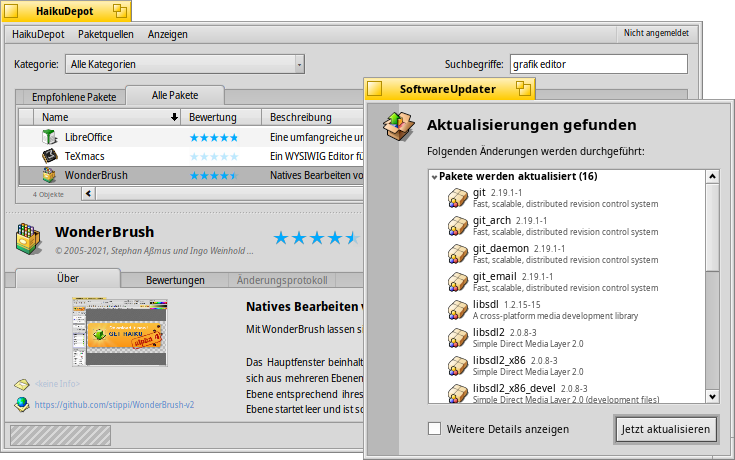 HaikuDepot
HaikuDepot Paketquellen Anzeigen Nicht angemeldet
Kategorie: Alle Kategorien Suchbegriffe: grafik editor
Empfohlene Pakete Alle Pakete
Name Bewertung Beschreibung
LibreOffice Eine umfangreiche un
TeXmacs Ein WYSIWIG Editor fü
WonderBrush Natives Bearbeiten vo
4 Objekte
WonderBrush
© 2005-2021, Stephan Aßmus und Ingo Weinhold ...
Über Bewertungen Änderungsprotokoll
Natives Bearbeiten
Mit WonderBrush lassen si
GET HAIKU
alpha 4
Das Hauptfenster beinhalt
sich aus mehreren Ebenen
Ebene entsprechend ihres
Ebene startet leer und ist so
<keine Info>
https://github.com/stippi/WonderBrush-v2
SoftwareUpdater
Aktualisierungen gefunden
Folgenden Änderungen werden durchgeführt:
Pakete werden aktualisiert (16)
git 2.19.1-1
Fast, scalable, distributed revision control system
git_arch 2.19.1-1
Fast, scalable, distributed revision control system
git_daemon 2.19.1-1
Fast, scalable, distributed revision control system
git_email 2.19.1-1
Fast, scalable, distributed revision control system
libsdl 1.2.15-15
A cross-platform media development library
libsdl2 2.0.8-3
Simple Direct Media Layer 2.0
libsdl2_x86 2.0.8-3
Simple Direct Media Layer 2.0
libsdl2_x86_devel 2.0.8-3
Simple Direct Media Layer 2.0 (development files)
Weitere Details anzeigen
Jetzt aktualisieren